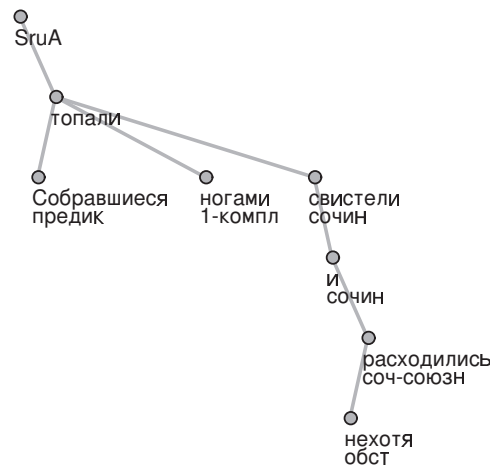 SruA
топали
Собравшиеся
предик
ногами
1-компл
свистели
сочин
и
сочин
расходились
соч-союзн
нехотя
обст